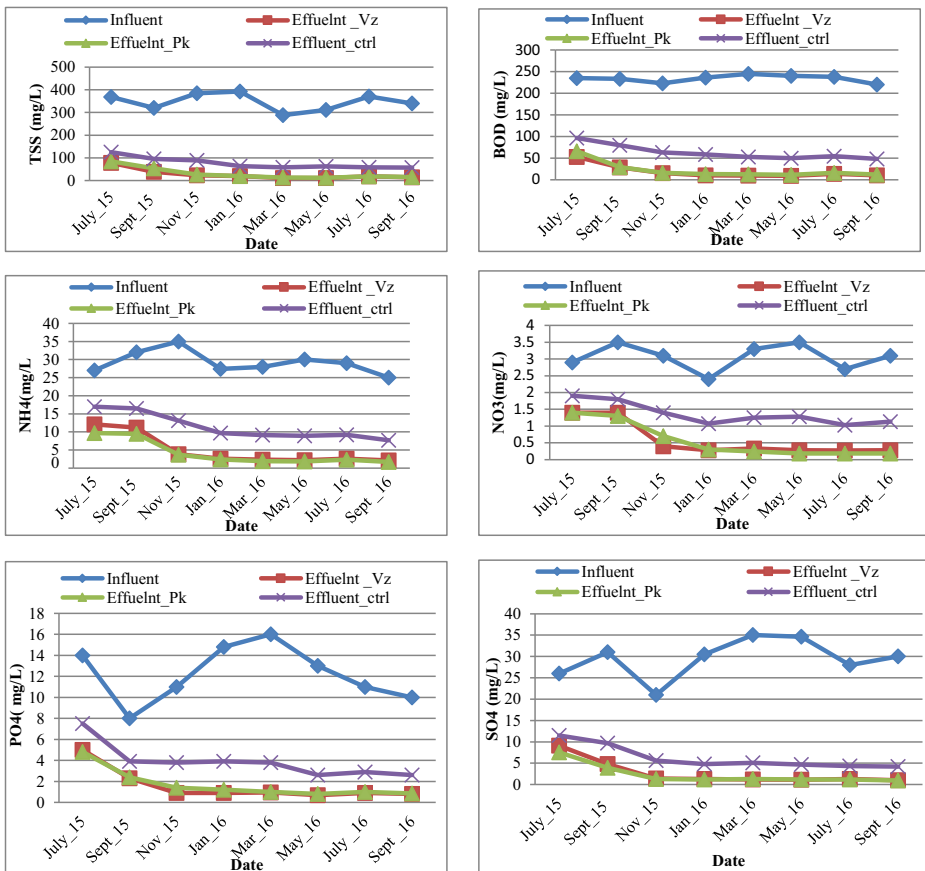 Influent
Effuelnt _Vz
Effuelnt_Pk
Effluent_ctrl
TSS (mg/L)
500
400
300
200
100
0
July_15
Sept_15
Nov_15
Jan_16
Mar_16
May_16
July_16
Sept_16
Date
Influent
Effuelnt _Vz
Effuelnt_Pk
Effluent_ctrl
BOD (mg/L)
300
250
200
150
100
50
0
July_15
Sept_15
Nov_15
Jan_16
Mar_16
May_16
July_16
Sept_16
Date
Influent
Effuelnt _Vz
Effuelnt_Pk
Effluent_ctrl
NH4(mg/L
40
35
30
25
20
15
10
5
0
July_15
Sept_15
Nov_15
Jan_16
Mar_16
May_16
July_16
Sept_16
Date
Influent
Effuelnt _Vz
Effuelnt_Pk
Effluent_ctrl
NO3(mg/L)
4
3.5
3
2.5
2
1.5
1
0.5
0
July_15
Sept_15
Nov_15
Jan_16
Mar_16
May_16
July_16
Sept_16
Date
Influent
Effuelnt _Vz
Effuelnt_Pk
Effluent_ctrl
PO4( mg/L)
18
16
14
12
10
8
6
4
2
0
July_15
Sept_15
Nov_15
Jan_16
Mar_16
May_16
July_16
Sept_16
Date
Influent
Effuelnt _Vz
Effuelnt_Pk
Effluent_ctrl
SO4 (mg/L)
40
35
30
25
20
15
10
5
0
July_15
Sept_15
Nov_15
Jan_16
Mar_16
May_16
July_16
Sept_16
Date